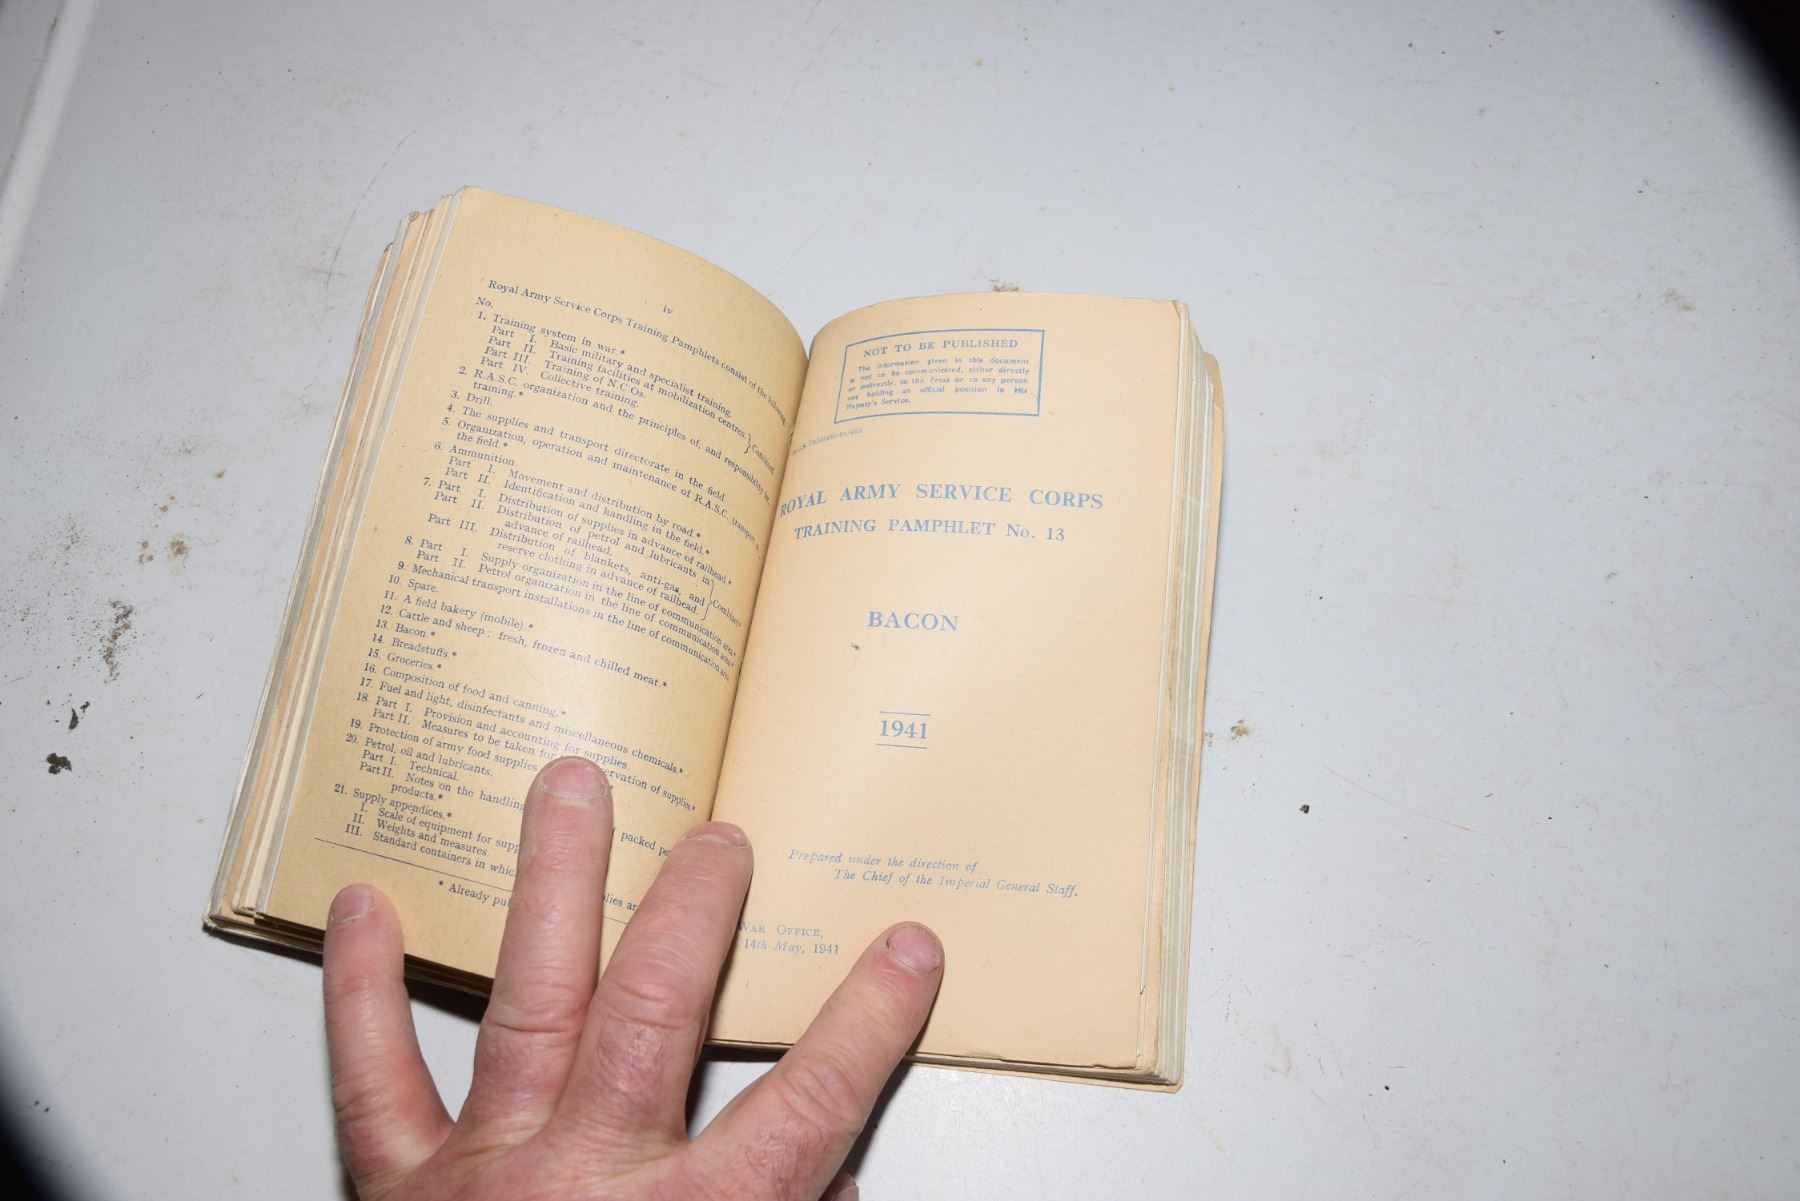 iv
Royal Army Service Corps Training Pamphlets consist of the following
No.
1. Training system in war.*
Part I. Basic military and specialist training.
Part II. Training facilities at mobilization centres.
Part III. Training of N.C.Os.
Part IV. Collective training.
} Combined.
2. R.A.S.C. organization and the principles of, and responsibility for,
training.*
3. Drill.
4. The supplies and transport directorate in the field.
5. Organization, operation and maintenance of R.A.S.C. transport in
the field.*
6. Ammunition.
Part I. Movement and distribution by road.*
Part II. Identification and handling in the field.*
7. Part I. Distribution of supplies in advance of railhead.*
Part II. Distribution of petrol and lubricants in
advance of railhead.
Part III. Distribution of blankets, anti-gas, and
reserve clothing in advance of railhead.
} Combined*
8. Part I. Supply organization in the line of communication area.*
Part II. Petrol organization in the line of communication area.*
9. Mechanical transport installations in the line of communication area.
10. Spare.
11. A field bakery (mobile).*
12. Cattle and sheep; fresh, frozen and chilled meat.*
13. Bacon.*
14. Breadstuffs.*
15. Groceries.*
16. Composition of food and canning.*
17. Fuel and light, disinfectants and miscellaneous chemicals.*
18. Part I. Provision and accounting for supplies.
Part II. Measures to be taken for ervation of supplies.*
19. Protection of army food supplies
20. Petrol, oil and lubricants.
Part I. Technical.
Part II. Notes on the handling packed
products.*
21. Supply appendices.*
I. Scale of equipment for
II. Weights and measures.
III. Standard containers in
* Already
NOT TO BE PUBLISHED
The information given in this document
is not to be communicated, either directly
or indirectly, to the Press or to any person
not holding an official position in His
Majesty's Service.
Publications/485
ROYAL ARMY SERVICE CORPS
TRAINING PAMPHLET No. 13
BACON
1941
Prepared under the direction of
The Chief of the Imperial General Staff.
WAR OFFICE,
14th May, 1941